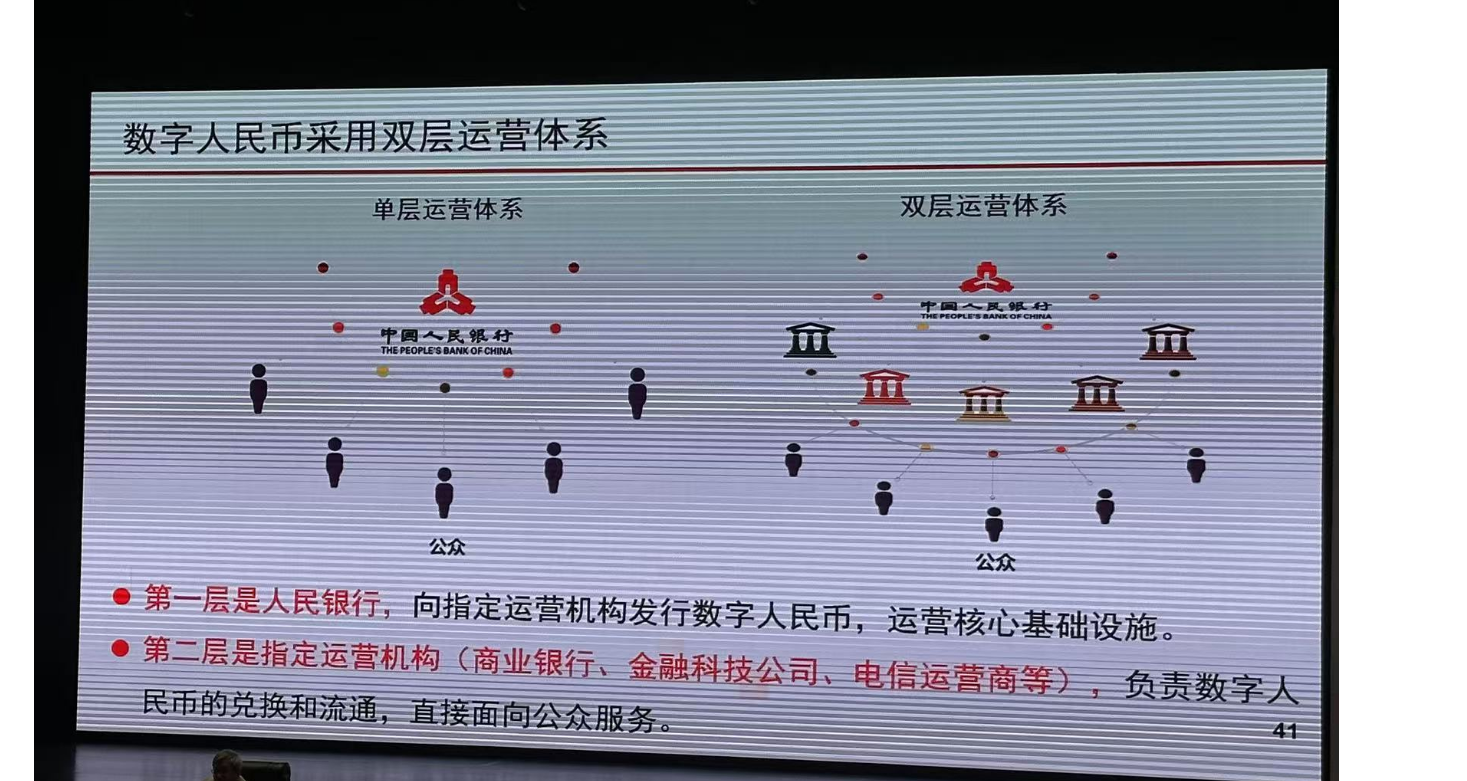 数字人民币采用双层运营体系
单层运营体系
双层运营体系
中国人民银行
THE PEOPLE'S BANK OF CHINA
中国人民银行
THE PEOPLE'S BANK OF CHINA
公众
公众
● 第一层是人民银行，向指定运营机构发行数字人民币，运营核心基础设施。
● 第二层是指定运营机构（商业银行、金融科技公司、电信运营商等），负责数字人
民币的兑换和流通，直接面向公众服务。
41